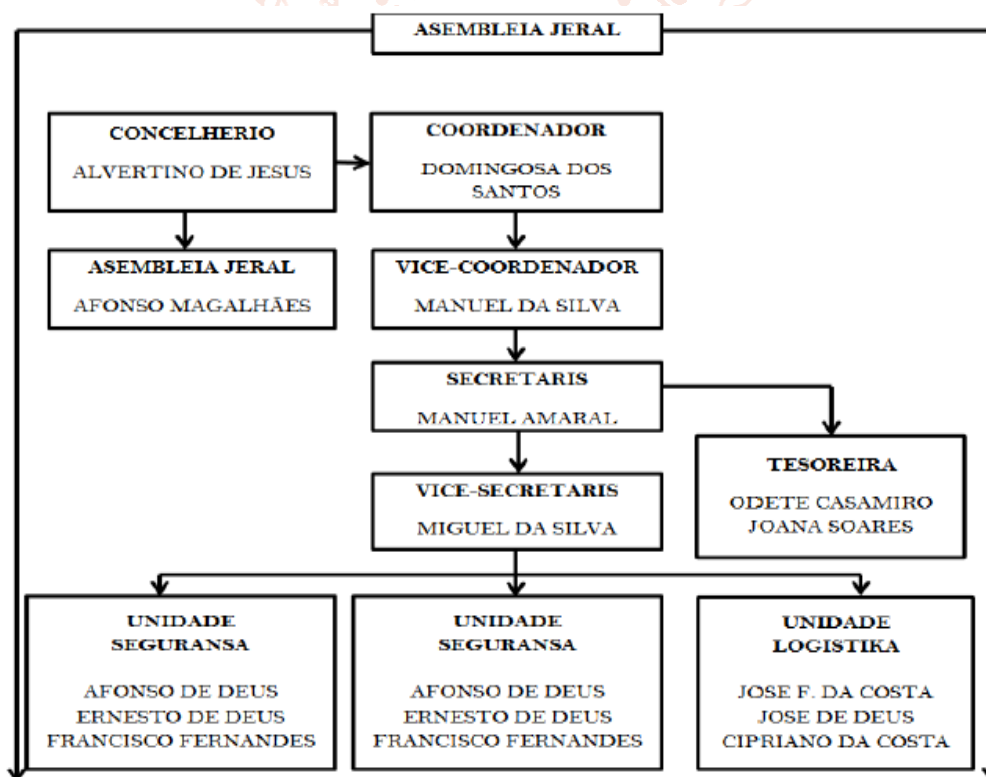 ASEMBLEIA JERAL
CONCELHERIO
ALVERTINO DE JESUS
COORDENADOR
DOMINGOSA DOS
SANTOS
ASEMBLEIA JERAL
AFONSO MAGALHÃES
VICE-COORDENADOR
MANUEL DA SILVA
SECRETARIS
MANUEL AMARAL
TESOREIRA
ODETE CASAMIRO
JOANA SOARES
VICE-SECRETARIS
MIGUEL DA SILVA
UNIDADE
SEGURANSA
AFONSO DE DEUS
ERNESTO DE DEUS
FRANCISCO FERNANDES
UNIDADE
SEGURANSA
AFONSO DE DEUS
ERNESTO DE DEUS
FRANCISCO FERNANDES
UNIDADE
LOGISTIKA
JOSE F. DA COSTA
JOSE DE DEUS
CIPRIANO DA COSTA